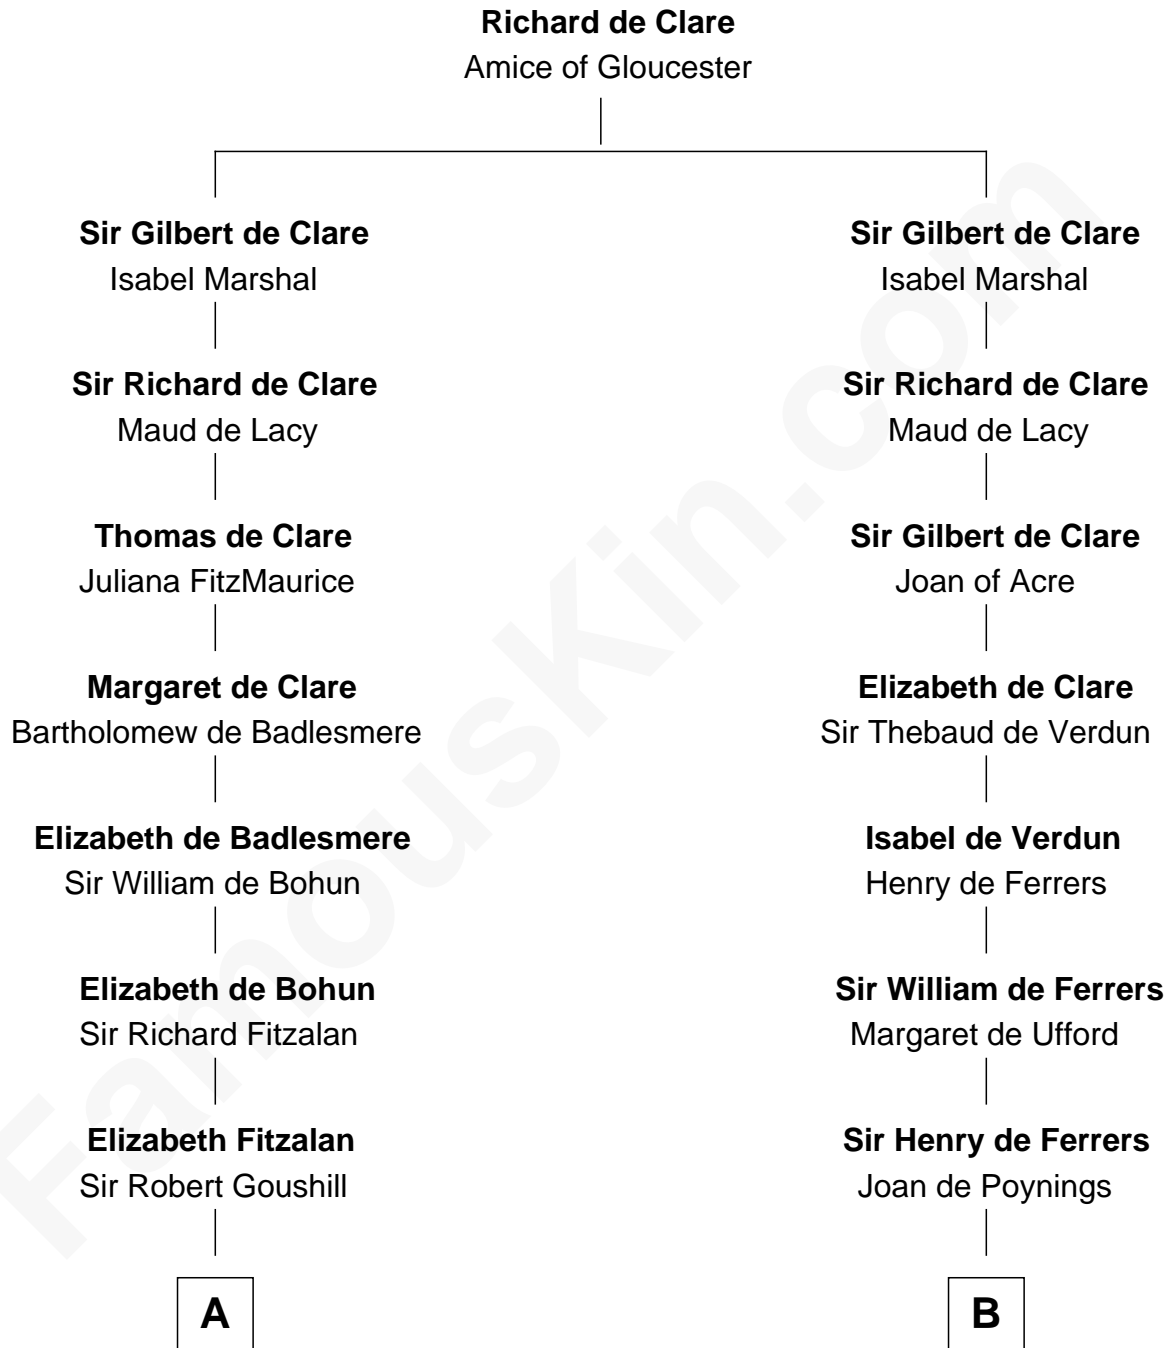 Richard de Clare
Amice of Gloucester
Sir Gilbert de Clare
Isabel Marshal
Sir Richard de Clare
Maud de Lacy
Thomas de Clare
Juliana FitzMaurice
Margaret de Clare
Bartholomew de Badlesmere
Elizabeth de Badlesmere
Sir William de Bohun
Elizabeth de Bohun
Sir Richard Fitzalan
Elizabeth Fitzalan
Sir Robert Goushill
A
Sir Gilbert de Clare
Isabel Marshal
Sir Richard de Clare
Maud de Lacy
Sir Gilbert de Clare
Joan of Acre
Elizabeth de Clare
Sir Thebaud de Verdun
Isabel de Verdun
Henry de Ferrers
Sir William de Ferrers
Margaret de Ufford
Sir Henry de Ferrers
Joan de Poynings
B
FamousKin.com